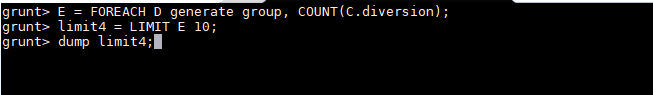 grunt> E = FOREACH D generate group, COUNT(C.diversion);
grunt> limit4 = LIMIT E 10;
grunt> dump limit4;